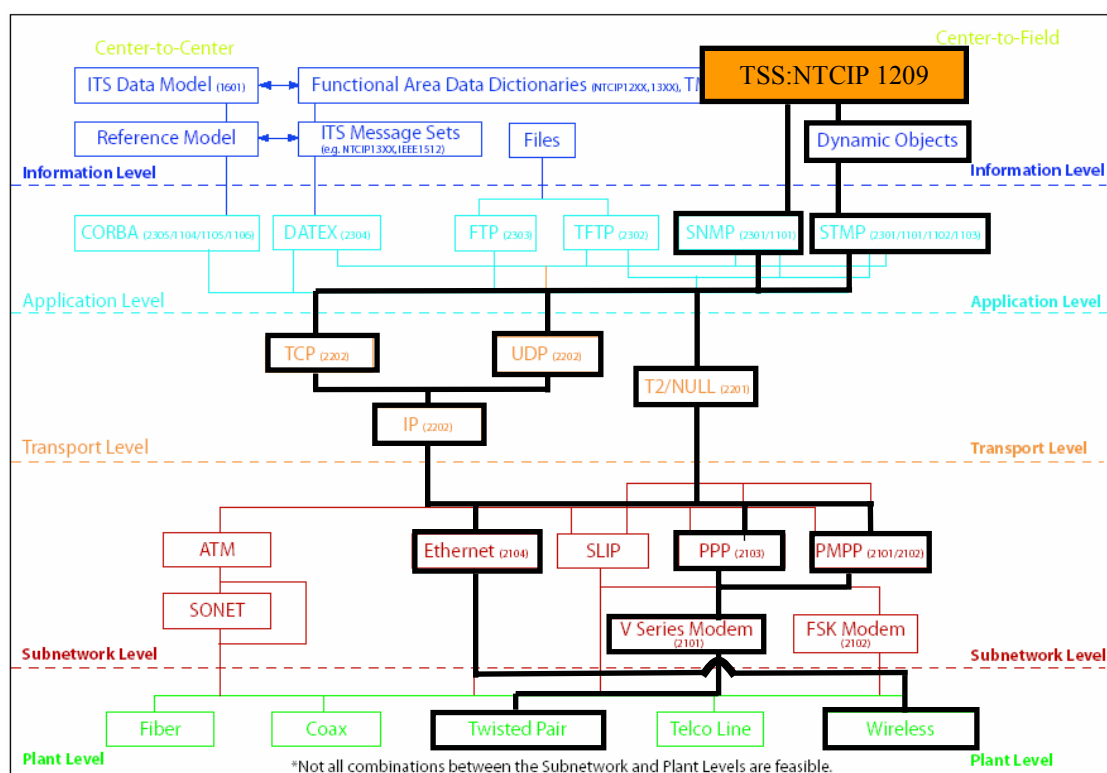 Center-to-Center
Center-to-Field
ITS Data Model (1601)
Functional Area Data Dictionaries (NTCIP12XX, 13XX), TM
TSS:NTCIP 1209
Reference Model
ITS Message Sets
(e.g. NTCIP13XX, IEEE1512)
Files
Dynamic Objects
Information Level
Information Level
CORBA (2305/1104/1105/1106)
DATEX (2304)
FTP (2303)
TFTP (2302)
SNMP (2301/1101)
STMP (2301/1101/1102/1103)
Application Level
Application Level
TCP (2202)
UDP (2202)
T2/NULL (2201)
IP (2202)
Transport Level
Transport Level
ATM
Ethernet (2104)
SLIP
PPP (2103)
PMPP (2101/2102)
SONET
V Series Modem
(2101)
FSK Modem
(2102)
Subnetwork Level
Subnetwork Level
Fiber
Coax
Twisted Pair
Telco Line
Wireless
Plant Level
Plant Level
*Not all combinations between the Subnetwork and Plant Levels are feasible.